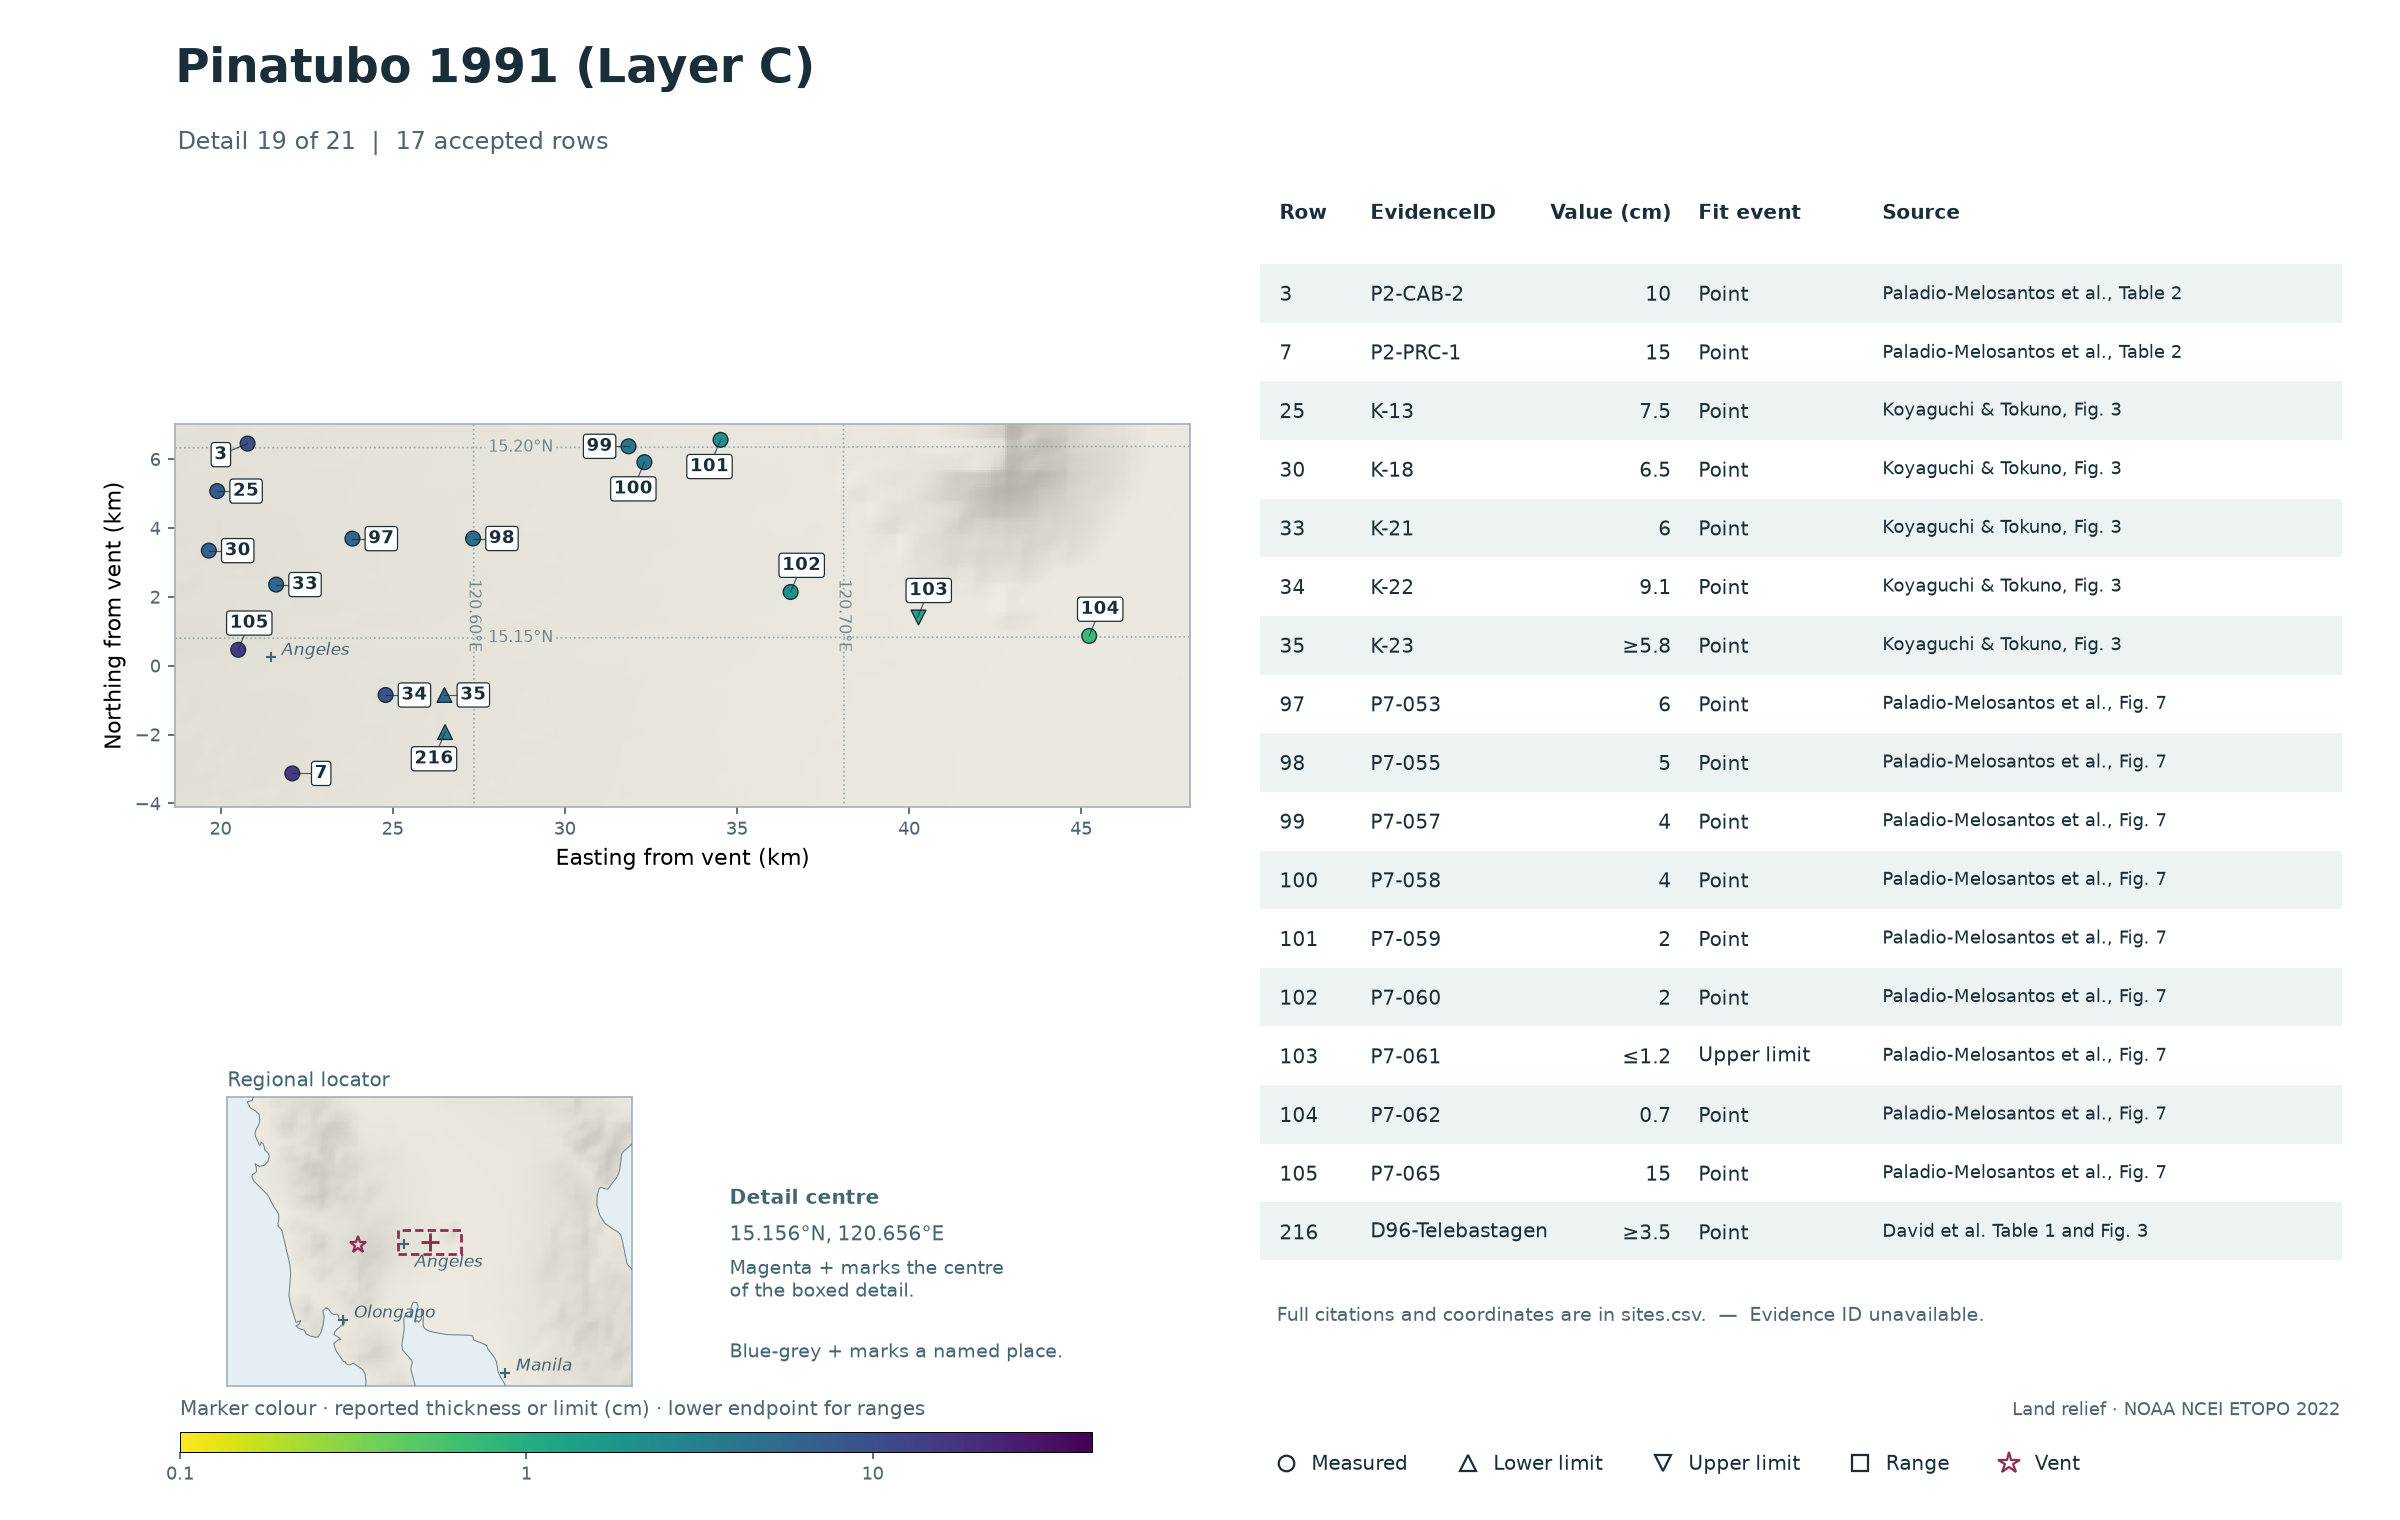 Pinatubo 1991 (Layer C)
Detail 19 of 21 | 17 accepted rows
Northing from vent (km)
6
4
2
0
−2
−4
20
25
30
35
40
45
Easting from vent (km)
15.20°N
15.15°N
120.60°E
120.70°E
3
25
30
33
105
Angeles
97
98
99
100
101
102
103
104
34
35
216
7
Regional locator
Angeles
Olongapo
Manila
Detail centre
15.156°N, 120.656°E
Magenta + marks the centre
of the boxed detail.
Blue-grey + marks a named place.
Marker colour · reported thickness or limit (cm) · lower endpoint for ranges
0.1
1
10
Row EvidenceID Value (cm) Fit event Source
3 P2-CAB-2 10 Point Paladio-Melosantos et al., Table 2
7 P2-PRC-1 15 Point Paladio-Melosantos et al., Table 2
25 K-13 7.5 Point Koyaguchi & Tokuno, Fig. 3
30 K-18 6.5 Point Koyaguchi & Tokuno, Fig. 3
33 K-21 6 Point Koyaguchi & Tokuno, Fig. 3
34 K-22 9.1 Point Koyaguchi & Tokuno, Fig. 3
35 K-23 ≥5.8 Point Koyaguchi & Tokuno, Fig. 3
97 P7-053 6 Point Paladio-Melosantos et al., Fig. 7
98 P7-055 5 Point Paladio-Melosantos et al., Fig. 7
99 P7-057 4 Point Paladio-Melosantos et al., Fig. 7
100 P7-058 4 Point Paladio-Melosantos et al., Fig. 7
101 P7-059 2 Point Paladio-Melosantos et al., Fig. 7
102 P7-060 2 Point Paladio-Melosantos et al., Fig. 7
103 P7-061 ≤1.2 Upper limit Paladio-Melosantos et al., Fig. 7
104 P7-062 0.7 Point Paladio-Melosantos et al., Fig. 7
105 P7-065 15 Point Paladio-Melosantos et al., Fig. 7
216 D96-Telebastagen ≥3.5 Point David et al. Table 1 and Fig. 3
Full citations and coordinates are in sites.csv. — Evidence ID unavailable.
Land relief · NOAA NCEI ETOPO 2022
Measured
Lower limit
Upper limit
Range
Vent